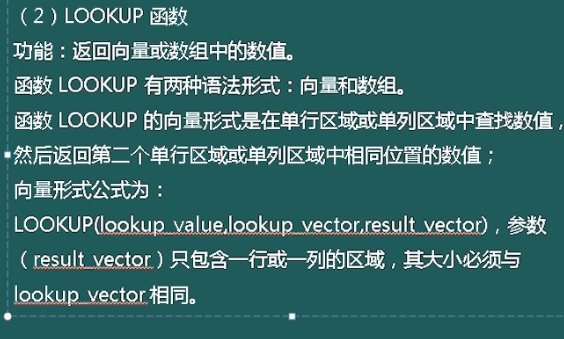 （2）LOOKUP 函数
功能：返回向量或数组中的数值。
函数 LOOKUP 有两种语法形式：向量和数组。
函数 LOOKUP 的向量形式是在单行区域或单列区域中查找数值，
然后返回第二个单行区域或单列区域中相同位置的数值；
向量形式公式为：
LOOKUP(lookup_value,lookup_vector,result_vector)，参数
（result_vector）只包含一行或一列的区域，其大小必须与
lookup_vector 相同。